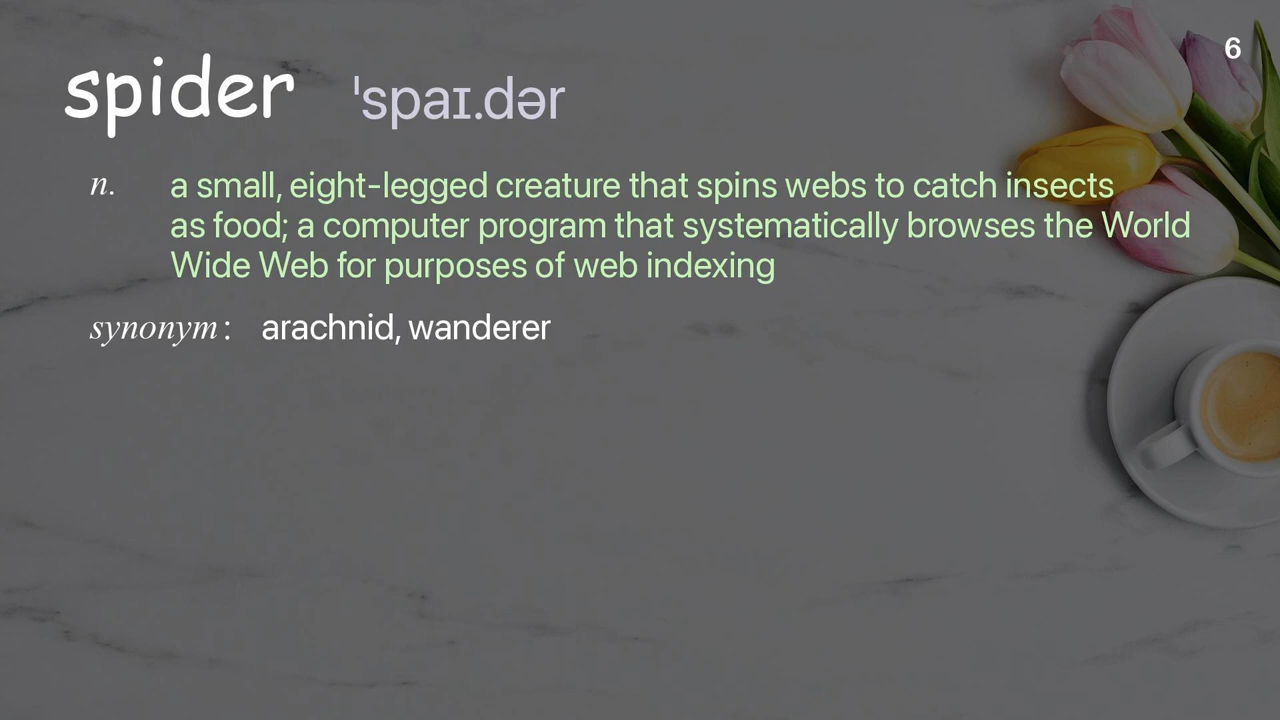 6
spider ˈspaɪ.dər
n. a small, eight-legged creature that spins webs to catch insects
as food; a computer program that systematically browses the World
Wide Web for purposes of web indexing
synonym: arachnid, wanderer